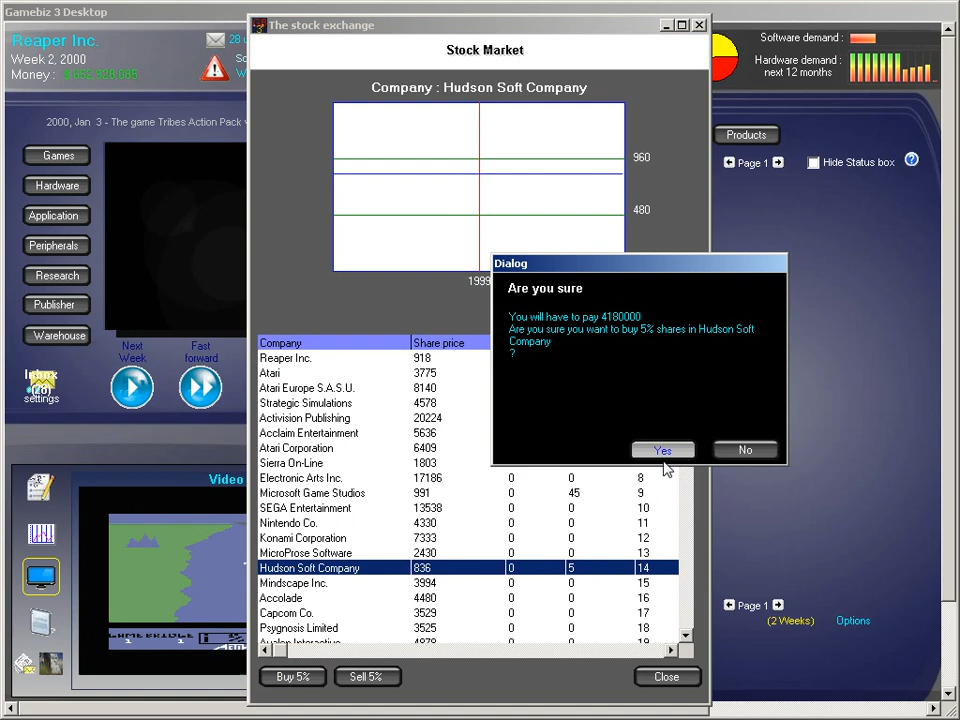 Gamebiz 3 Desktop
Reaper Inc.
Week 2, 2000
Money :
28
The stock exchange
Stock Market
Company : Hudson Soft Company
960
480
1999
Software demand :
Hardware demand :
next 12 months
2000, Jan 3 - The game Tribes Action Pack
Games
Hardware
Application
Peripherals
Research
Publisher
Warehouse
Next
Week
Fast
forward
Inbox
(28)
settings
Video
Products
Page 1
Hide Status box
Dialog
Are you sure
You will have to pay 4180000
Are you sure you want to buy 5% shares in Hudson Soft
Company
?
Yes
No
Company Share price
Reaper Inc. 918
Atari 3775
Atari Europe S.A.S.U. 8140
Strategic Simulations 4578
Activision Publishing 20224
Acclaim Entertainment 5636
Atari Corporation 6409
Sierra On-Line 1803
Electronic Arts Inc. 17186 0 0 8
Microsoft Game Studios 991 0 45 9
SEGA Entertainment 13538 0 0 10
Nintendo Co. 4330 0 0 11
Konami Corporation 7333 0 0 12
MicroProse Software 2430 0 0 13
Hudson Soft Company 836 0 5 14
Mindscape Inc. 3994 0 0 15
Accolade 4480 0 0 16
Capcom Co. 3529 0 0 17
Psygnosis Limited 3525 0 0 18
Avalon Interactive 4878 0 0 19
Buy 5%
Sell 5%
Close
Page 1
(2 Weeks)
Options